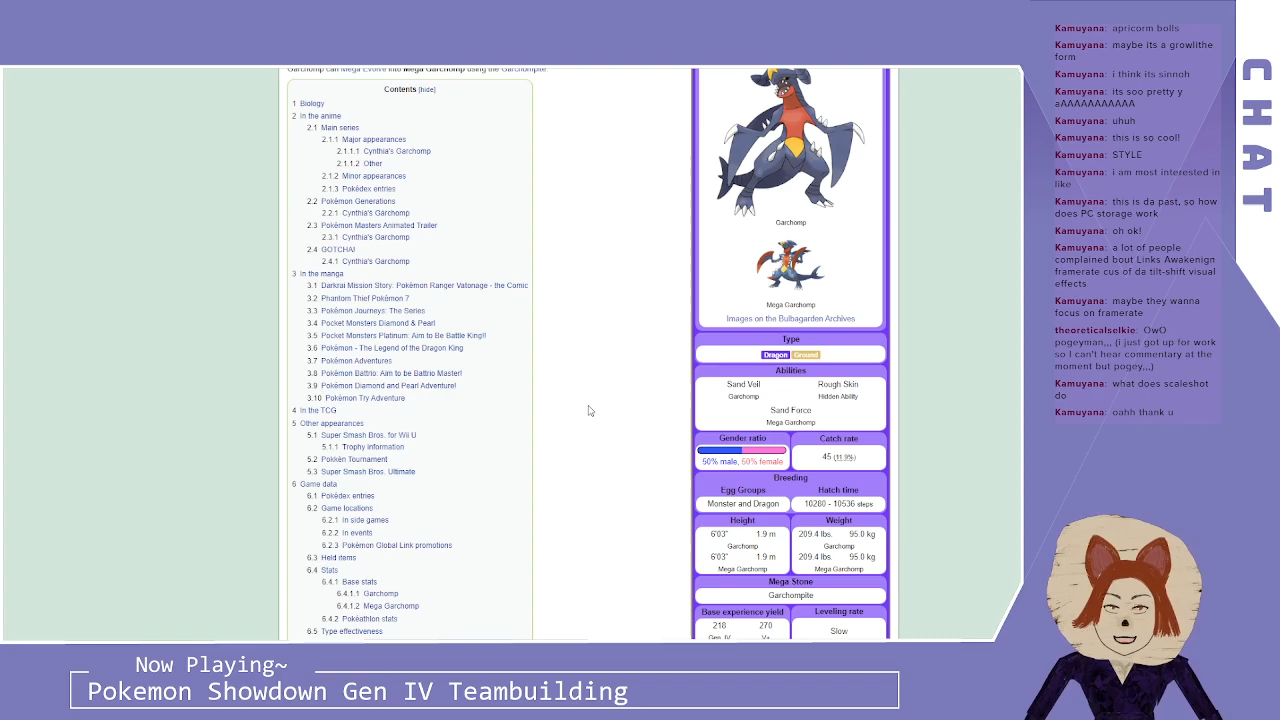 Garchomp can Mega Evolve into Mega Garchomp using the Garchompite.
Contents [hide]
1 Biology
2 In the anime
2.1 Main series
2.1.1 Major appearances
2.1.1.1 Cynthia's Garchomp
2.1.1.2 Other
2.1.2 Minor appearances
2.1.3 Pokédex entries
2.2 Pokémon Generations
2.2.1 Cynthia's Garchomp
2.3 Pokémon Masters Animated Trailer
2.3.1 Cynthia's Garchomp
2.4 GOTCHA!
2.4.1 Cynthia's Garchomp
3 In the manga
3.1 Darkrai Mission Story: Pokémon Ranger Vatonage - the Comic
3.2 Phantom Thief Pokémon 7
3.3 Pokémon Journeys: The Series
3.4 Pocket Monsters Diamond & Pearl
3.5 Pocket Monsters Platinum: Aim to Be Battle King!!
3.6 Pokémon - The Legend of the Dragon King
3.7 Pokémon Adventures
3.8 Pokémon Battrio: Aim to be Battrio Master!
3.9 Pokémon Diamond and Pearl Adventure!
3.10 Pokémon Try Adventure
4 In the TCG
5 Other appearances
5.1 Super Smash Bros. for Wii U
5.1.1 Trophy information
5.2 Pokkén Tournament
5.3 Super Smash Bros. Ultimate
6 Game data
6.1 Pokédex entries
6.2 Game locations
6.2.1 In side games
6.2.2 In events
6.2.3 Pokémon Global Link promotions
6.3 Held items
6.4 Stats
6.4.1 Base stats
6.4.1.1 Garchomp
6.4.1.2 Mega Garchomp
6.4.2 Pokéathlon stats
6.5 Type effectiveness
Garchomp
Mega Garchomp
Images on the Bulbagarden Archives
Type
Dragon Ground
Abilities
Sand Veil Rough Skin
Garchomp Hidden Ability
Sand Force
Mega Garchomp
Gender ratio Catch rate
50% male, 50% female 45 (11.9%)
Breeding
Egg Groups Hatch time
Monster and Dragon 10280 - 10536 steps
Height Weight
6'03" 1.9 m 209.4 lbs. 95.0 kg
Garchomp Garchomp
6'03" 1.9 m 209.4 lbs. 95.0 kg
Mega Garchomp Mega Garchomp
Mega Stone
Garchompite
Base experience yield Leveling rate
218 270 Slow
Gen. IV V+
Kamuyana: apricorn bolls
Kamuyana: maybe its a growlithe
form
Kamuyana: i think its sinnoh
Kamuyana: its soo pretty y
aAAAAAAAAAAA
Kamuyana: uhuh
Kamuyana: this is so cool!
Kamuyana: STYLE
Kamuyana: i am most interested in
like
Kamuyana: this is da past, so how
does PC storage work
Kamuyana: oh ok!
Kamuyana: a lot of people
complained bout Links Awakenign
framerate cus of da tilt-shift visual
effects
Kamuyana: maybe they wanna
focus on framerate
theoreticalselkie: OwO
pogeyman,,, (i just got up for work
so I can't hear commentary at the
moment but pogey,,,)
Kamuyana: what does scaleshot
do
Kamuyana: oahh thank u
CHAT
Now Playing~
Pokemon Showdown Gen IV Teambuilding